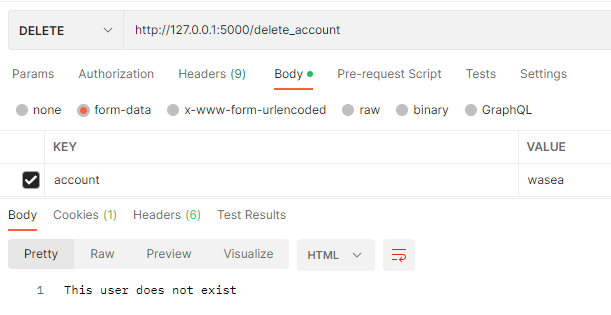 DELETE http://127.0.0.1:5000/delete_account
Params Authorization Headers (9) Body Pre-request Script Tests Settings
none form-data x-www-form-urlencoded raw binary GraphQL
KEY VALUE
account wasea
Body Cookies (1) Headers (6) Test Results
Pretty Raw Preview Visualize HTML
1 This user does not exist